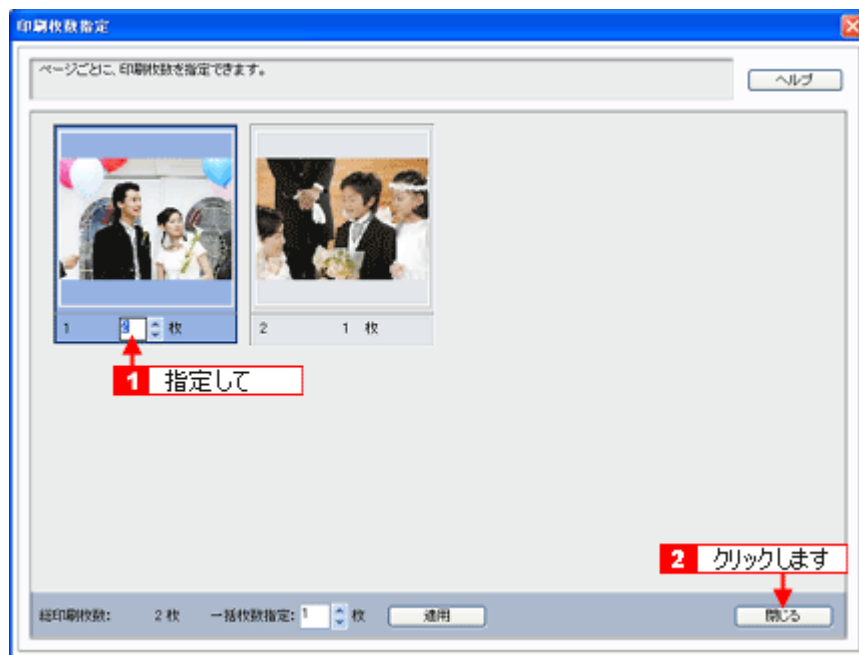 印刷枚数指定
ページごとに、印刷枚数を指定できます。
ヘルプ
1 枚
2 1 枚
1 指定して
2 クリックします
総印刷枚数: 2 枚 一括枚数指定: 1 枚 適用 閉じる